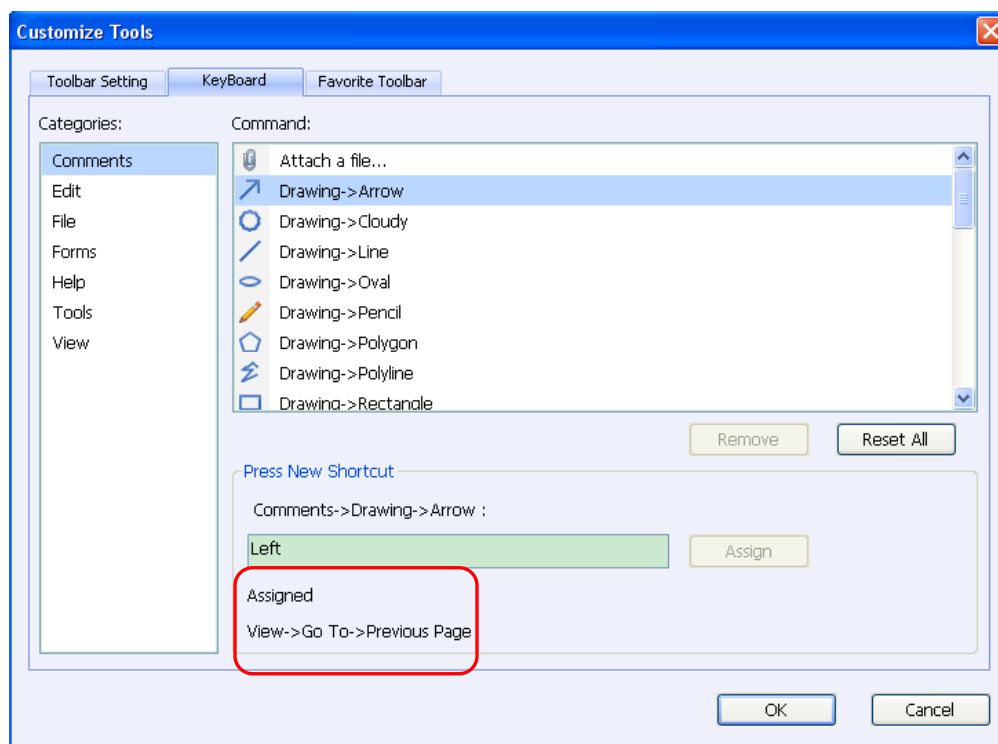 Customize Tools
Toolbar Setting
KeyBoard
Favorite Toolbar
Categories:
Command:
Comments
Edit
File
Forms
Help
Tools
View
Attach a file...
Drawing->Arrow
Drawing->Cloudy
Drawing->Line
Drawing->Oval
Drawing->Pencil
Drawing->Polygon
Drawing->Polyline
Drawing->Rectangle
Remove
Reset All
Press New Shortcut
Comments->Drawing->Arrow :
Left
Assign
Assigned
View->Go To->Previous Page
OK
Cancel